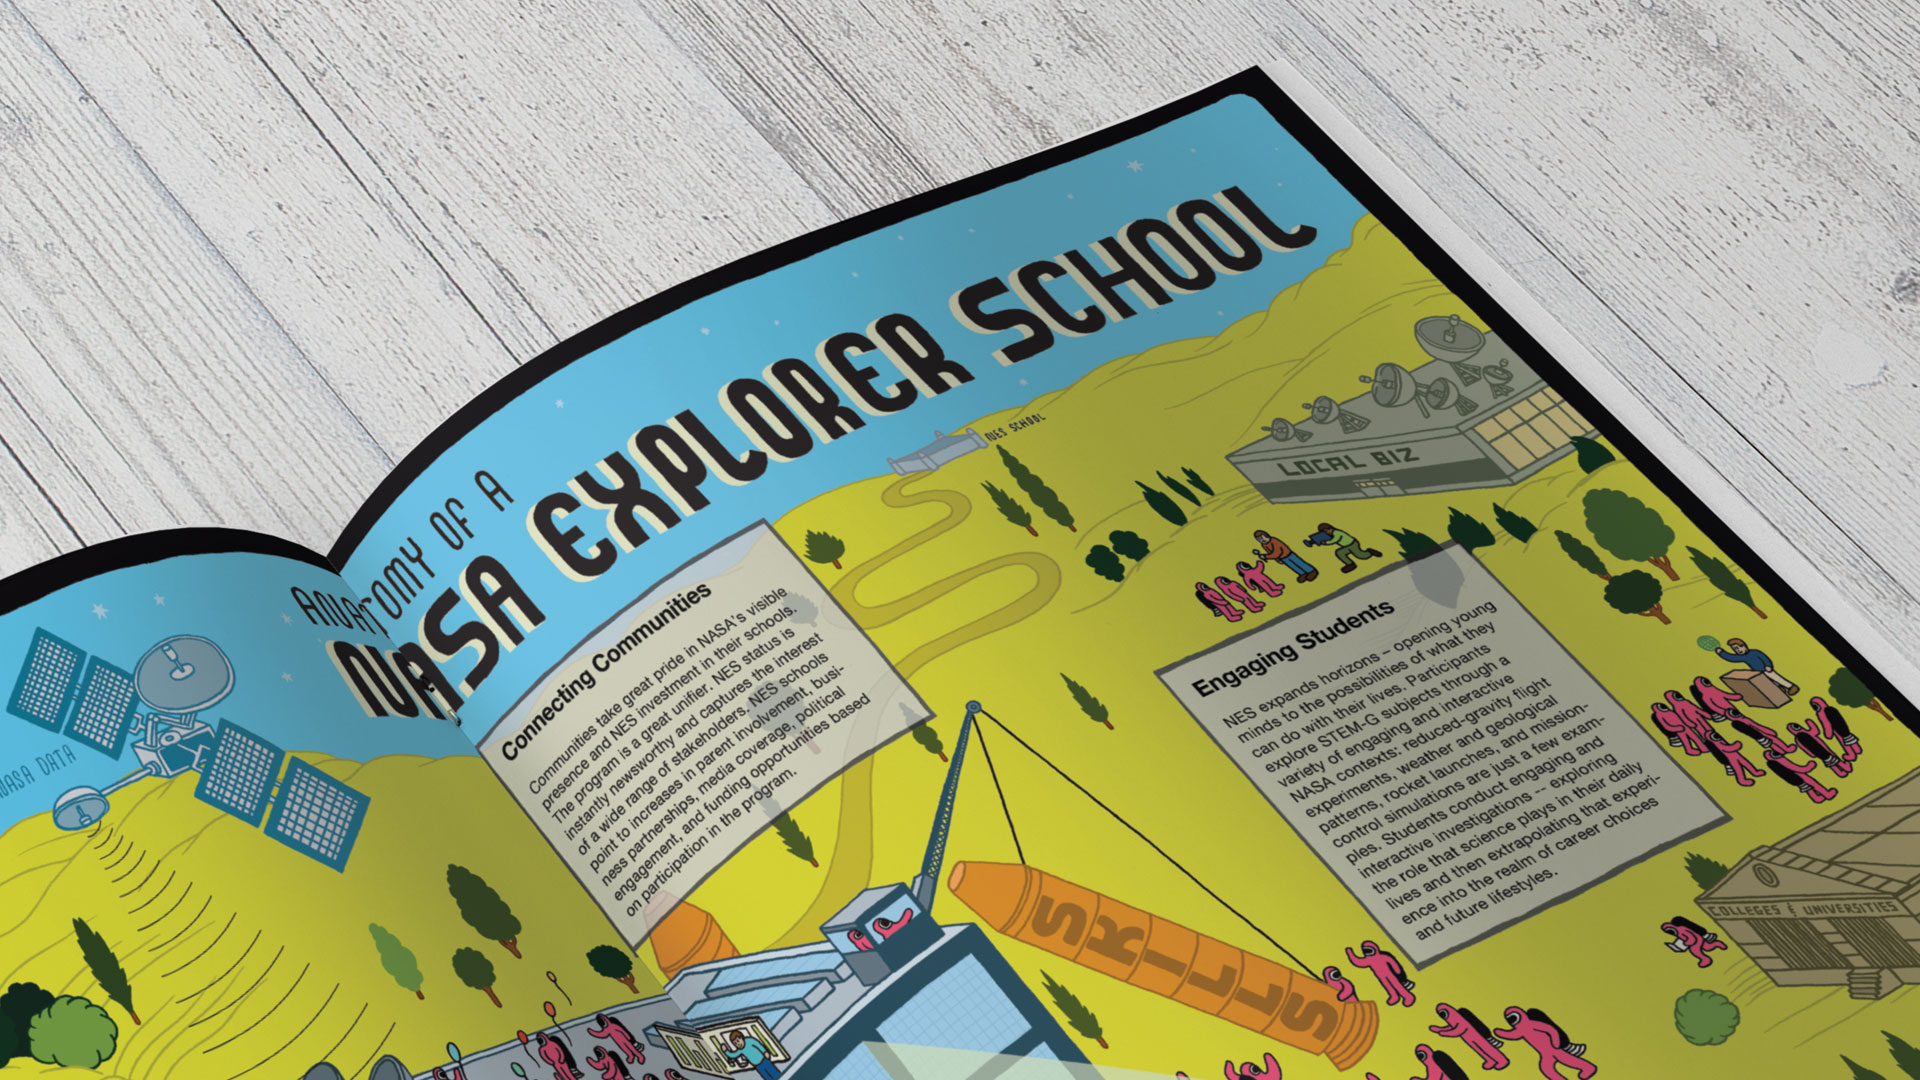 ANATOMY OF A
NASA EXPLORER SCHOOL
NES SCHOOL
LOCAL BIZ
NASA DATA
Connecting Communities
Communities take great pride in NASA's visible
presence and NES investment in their schools.
The program is a great unifier. NES status is
instantly newsworthy and captures the interest
of a wide range of stakeholders. NES schools
point to increases in parent involvement, busi-
ness partnerships, media coverage, political
engagement, and funding opportunities based
on participation in the program.
Engaging Students
NES expands horizons – opening young
minds to the possibilities of what they
can do with their lives. Participants
explore STEM-G subjects through a
variety of engaging and interactive
NASA contexts: reduced-gravity flight
experiments, weather and geological
patterns, rocket launches, and mission-
control simulations are just a few exam-
ples. Students conduct engaging and
interactive investigations -- exploring
the role that science plays in their daily
lives and then extrapolating that experi-
ence into the realm of career choices
and future lifestyles.
COLLEGES & UNIVERSITIES
SKILLS